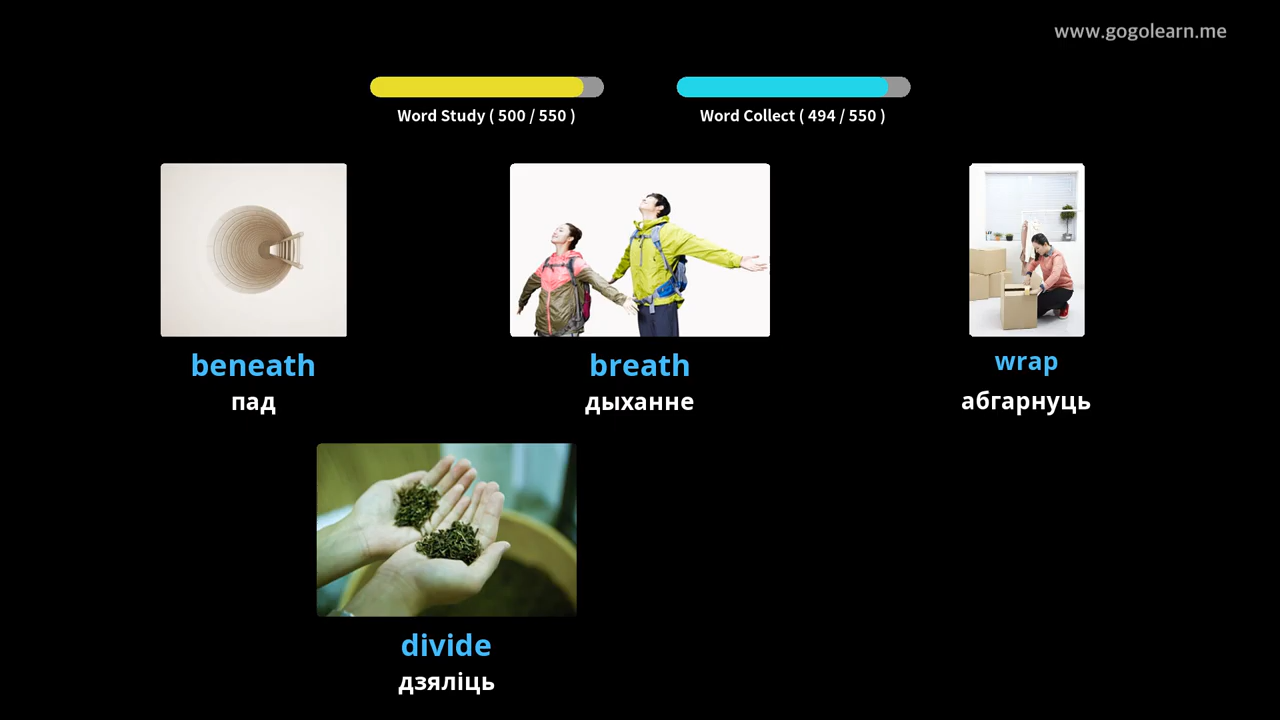 www.gogolearn.me
Word Study ( 500 / 550 )
Word Collect ( 494 / 550 )
beneath
пад
breath
дыханне
wrap
абгарнуць
divide
дзяліць